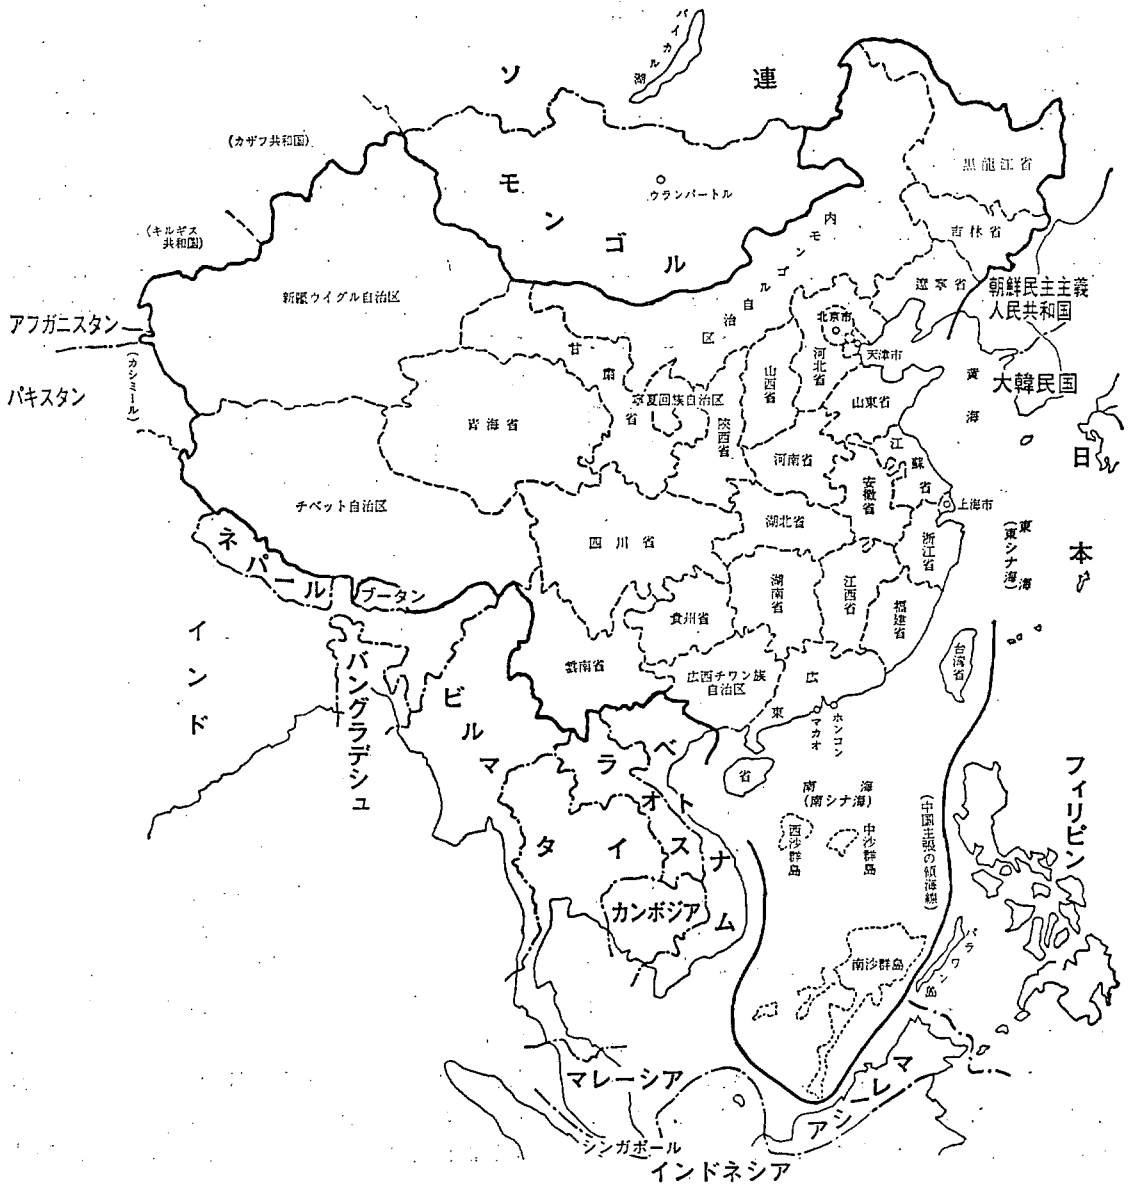 バイカル湖
ソ連
(カザフ共和国)
モンゴル
ウランバートル
黒龍江省
(キルギス
共和国)
内モンゴル自治区
吉林省
新疆ウイグル自治区
遼寧省
朝鮮民主主義
人民共和国
アフガニスタン
北京市
(カシミール)
甘粛省
河北省
天津市
パキスタン
山西省
黄海
大韓民国
寧夏回族自治区
山東省
青海省
陝西省
江蘇省
日本
河南省
安徽省
チベット自治区
上海市
湖北省
東海
(東シナ海)
ネパール
四川省
浙江省
ブータン
湖南省
江西省
福建省
貴州省
インド
台湾省
雲南省
広西チワン族
自治区
広東省
バングラデシュ
ビルマ
マカオ
ホンコン
ラオス
ベトナム
南海
(南シナ海)
(中国主張の領海線)
フィリピン
タイ
西沙群島
中沙群島
カンボジア
南沙群島
パラワン島
マレーシア
マレーシア
シンガポール
インドネシア